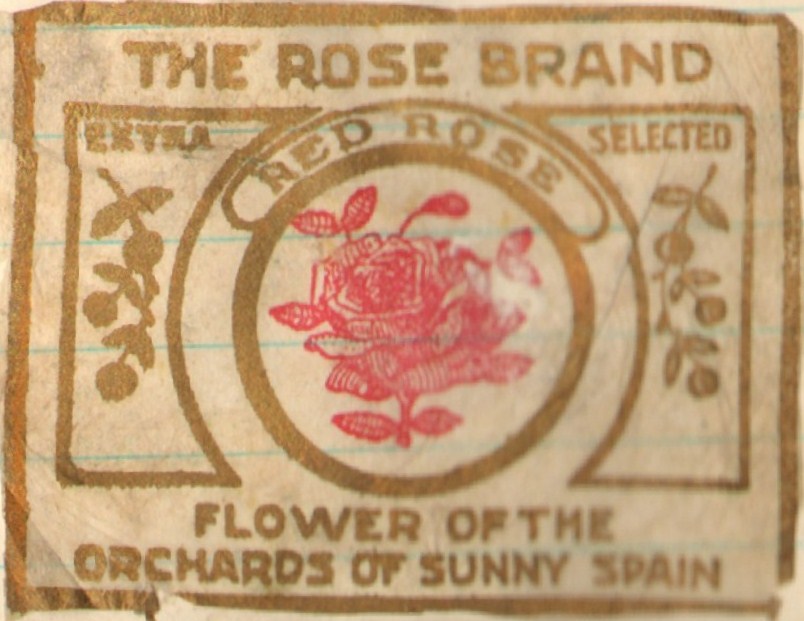 THE ROSE BRAND
EXTRA
RED ROSE
SELECTED
FLOWER OF THE
ORCHARDS OF SUNNY SPAIN